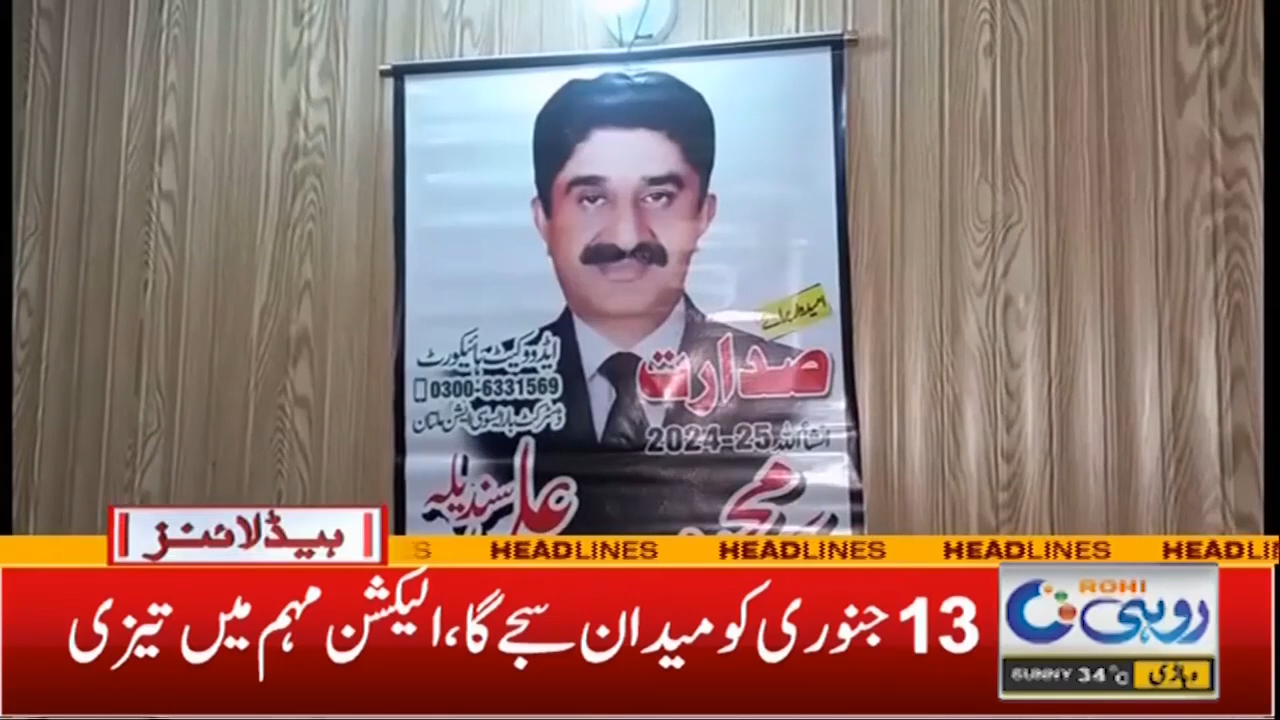 امیدوار برائے
صدارت
ایڈووکیٹ ہائیکورٹ
0300-6331569
ڈسٹرکٹ بار ایسوسی ایشن ملتان
انشاءاللہ 2024-25
علی سندیلہ
ہیڈلائنز
HEADLINES HEADLINES HEADLINES HEADLI
13 جنوری کو میدان سجے گا، الیکشن مہم میں تیزی
ROHI
روہی
SUNNY 34°C
وہاڑی